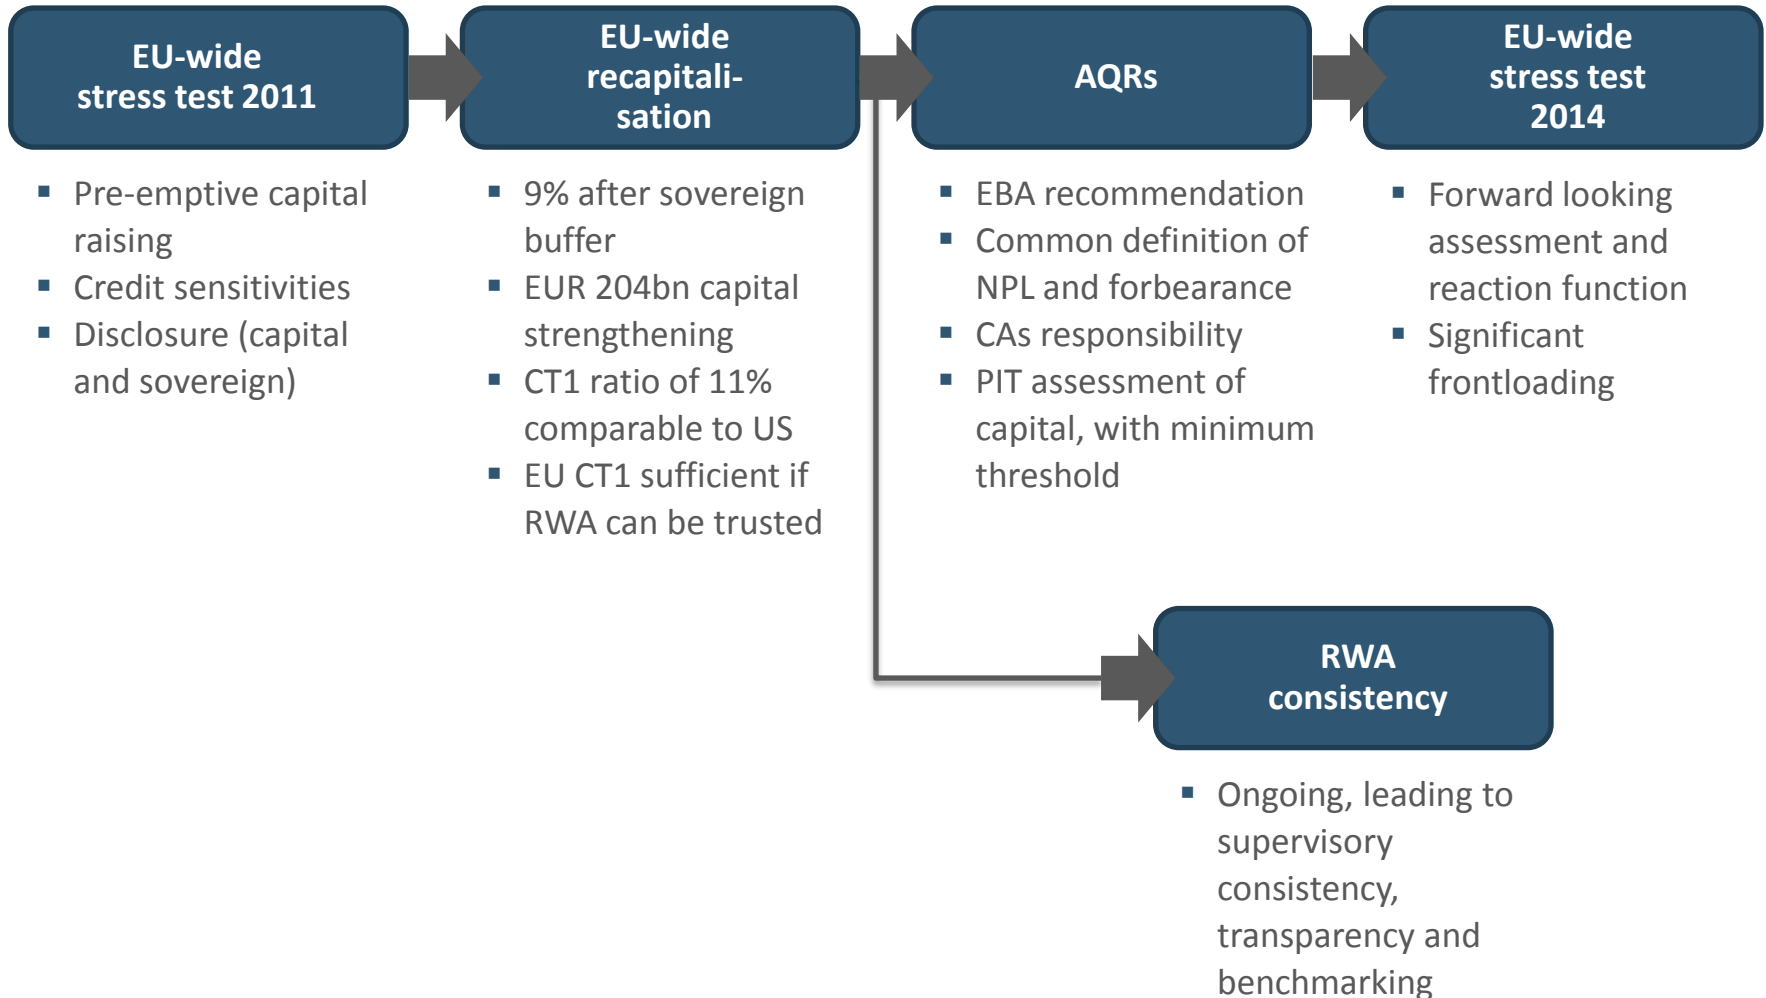 EU-wide
stress test 2011
EU-wide
recapitali-
sation
AQRs
EU-wide
stress test
2014
Pre-emptive capital
raising
Credit sensitivities
Disclosure (capital
and sovereign)
9% after sovereign
buffer
EUR 204bn capital
strengthening
CT1 ratio of 11%
comparable to US
EU CT1 sufficient if
RWA can be trusted
EBA recommendation
Common definition of
NPL and forbearance
CAs responsibility
PIT assessment of
capital, with minimum
threshold
Forward looking
assessment and
reaction function
Significant
frontloading
RWA
consistency
Ongoing, leading to
supervisory
consistency,
transparency and
benchmarking